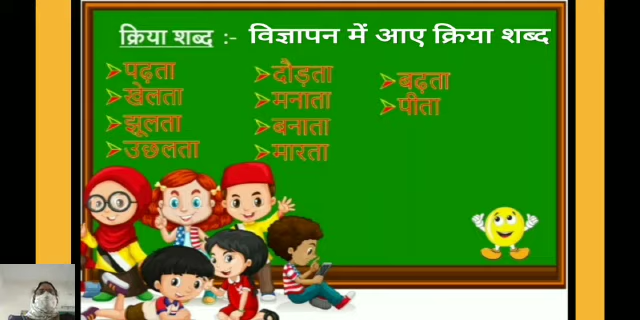 क्रिया शब्द :- विज्ञापन में आए क्रिया शब्द
पढ़ता
खेलता
झूलता
उछलता
दौड़ता
मनाता
बनाता
मारता
बढ़ता
पीता